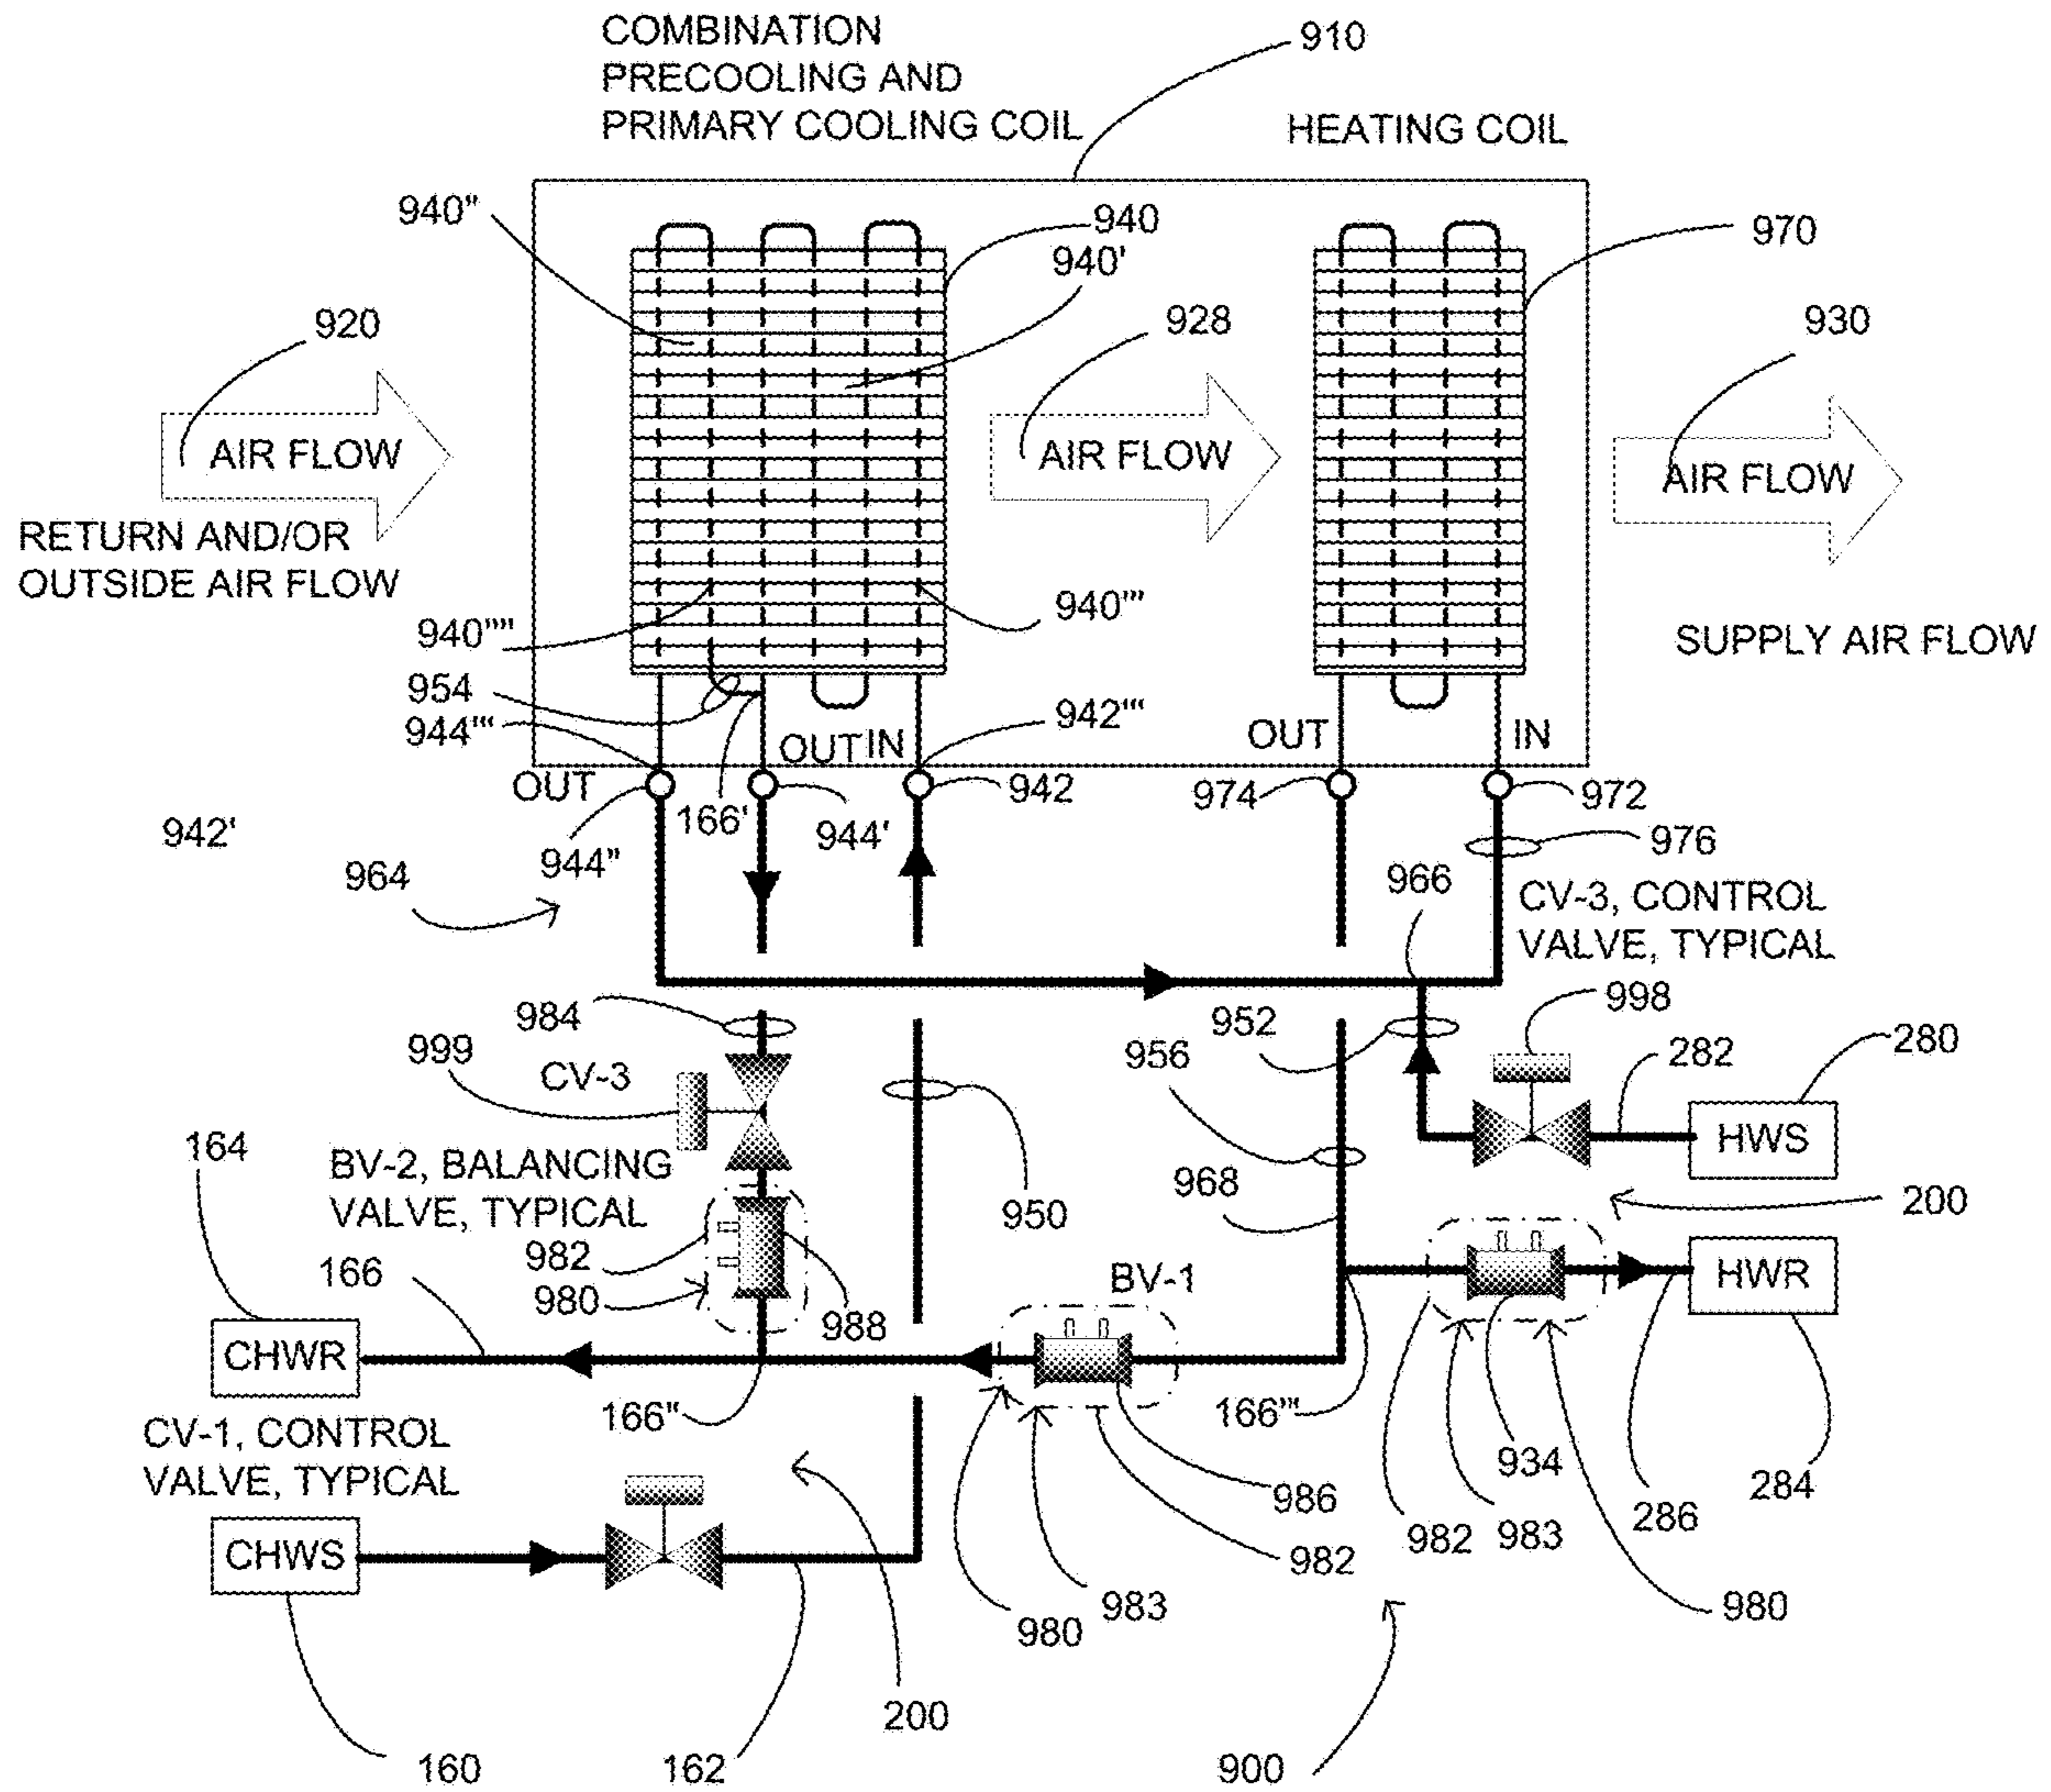 COMBINATION
PRECOOLING AND
PRIMARY COOLING COIL
910
HEATING COIL
940"
940
940'
970
920
928
930
AIR FLOW
AIR FLOW
AIR FLOW
RETURN AND/OR
OUTSIDE AIR FLOW
940""
940'"
SUPPLY AIR FLOW
954
944'"
942'"
OUT
IN
OUT
IN
OUT
942
974
972
166'
944'
942'
944"
976
964
966
CV-3, CONTROL
VALVE, TYPICAL
984
952
998
999
CV-3
956
282
280
164
HWS
BV-2, BALANCING
VALVE, TYPICAL
968
950
200
982
166
980
BV-1
HWR
988
CHWR
166"
166'"
CV-1, CONTROL
VALVE, TYPICAL
934
986
284
286
982
983
CHWS
982
980
983
980
200
160
162
900